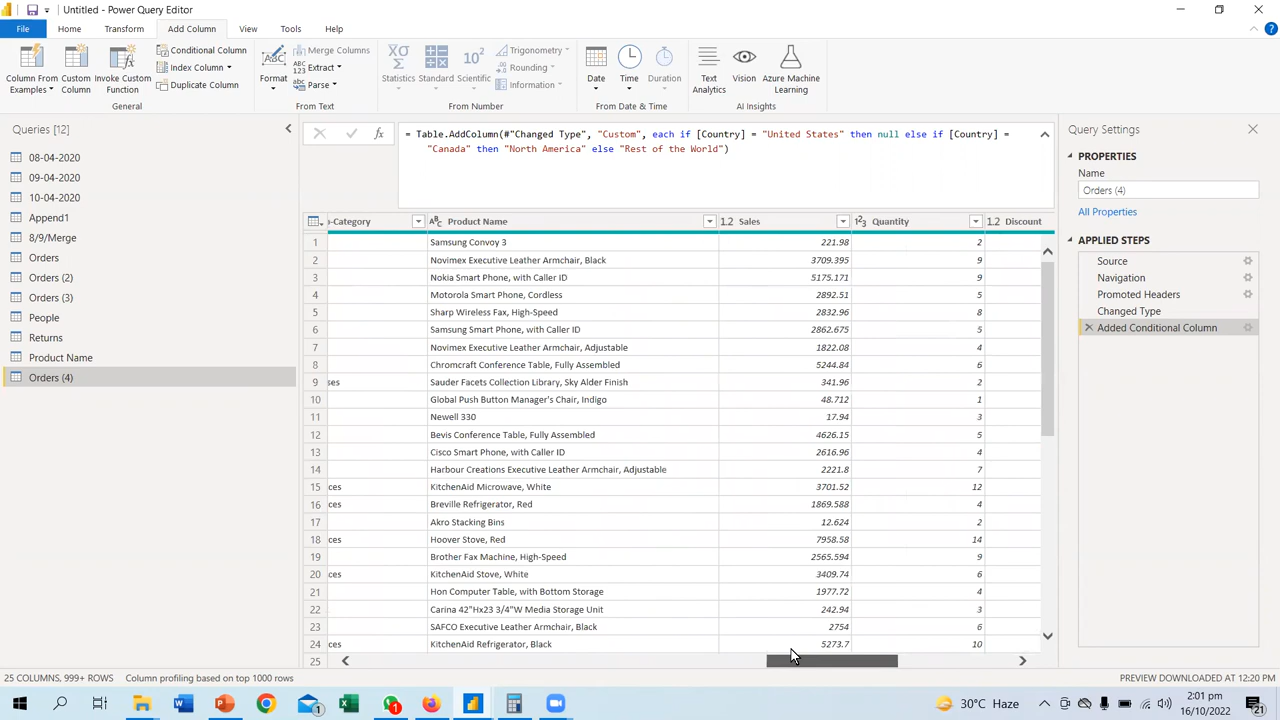 Untitled - Power Query Editor
File
Home
Transform
Add Column
View
Tools
Help
Column From
Examples
Custom
Column
Invoke Custom
Function
Conditional Column
Index Column
Duplicate Column
General
Format
Merge Columns
Extract
Parse
From Text
Statistics
Standard
Scientific
Trigonometry
Rounding
Information
From Number
Date
Time
Duration
From Date & Time
Text
Analytics
Vision
Azure Machine
Learning
AI Insights
Queries [12]
08-04-2020
09-04-2020
10-04-2020
Append1
8/9/Merge
Orders
Orders (2)
Orders (3)
People
Returns
Product Name
Orders (4)
= Table.AddColumn(#"Changed Type", "Custom", each if [Country] = "United States" then null else if [Country] =
"Canada" then "North America" else "Rest of the World")
-Category Product Name 1.2 Sales Quantity 1.2 Discount
1 Samsung Convoy 3 221.98 2
2 Novimex Executive Leather Armchair, Black 3709.395 9
3 Nokia Smart Phone, with Caller ID 5175.171 9
4 Motorola Smart Phone, Cordless 2892.51 5
5 Sharp Wireless Fax, High-Speed 2832.96 8
6 Samsung Smart Phone, with Caller ID 2862.675 5
7 Novimex Executive Leather Armchair, Adjustable 1822.08 4
8 Chromcraft Conference Table, Fully Assembled 5244.84 6
9 ses Sauder Facets Collection Library, Sky Alder Finish 341.96 2
10 Global Push Button Manager's Chair, Indigo 48.712 1
11 Newell 330 17.94 3
12 Bevis Conference Table, Fully Assembled 4626.15 5
13 Cisco Smart Phone, with Caller ID 2616.96 4
14 Harbour Creations Executive Leather Armchair, Adjustable 2221.8 7
15 ces KitchenAid Microwave, White 3701.52 12
16 ces Breville Refrigerator, Red 1869.588 4
17 Akro Stacking Bins 12.624 2
18 ces Hoover Stove, Red 7958.58 14
19 Brother Fax Machine, High-Speed 2565.594 9
20 ces KitchenAid Stove, White 3409.74 6
21 Hon Computer Table, with Bottom Storage 1977.72 4
22 Carina 42"Hx23 3/4"W Media Storage Unit 242.94 3
23 SAFCO Executive Leather Armchair, Black 2754 6
24 ces KitchenAid Refrigerator, Black 5273.7 10
25
Query Settings
PROPERTIES
Name
Orders (4)
All Properties
APPLIED STEPS
Source
Navigation
Promoted Headers
Changed Type
Added Conditional Column
25 COLUMNS, 999+ ROWS Column profiling based on top 1000 rows
PREVIEW DOWNLOADED AT 12:20 PM
30°C Haze
2:01 pm
16/10/2022
21